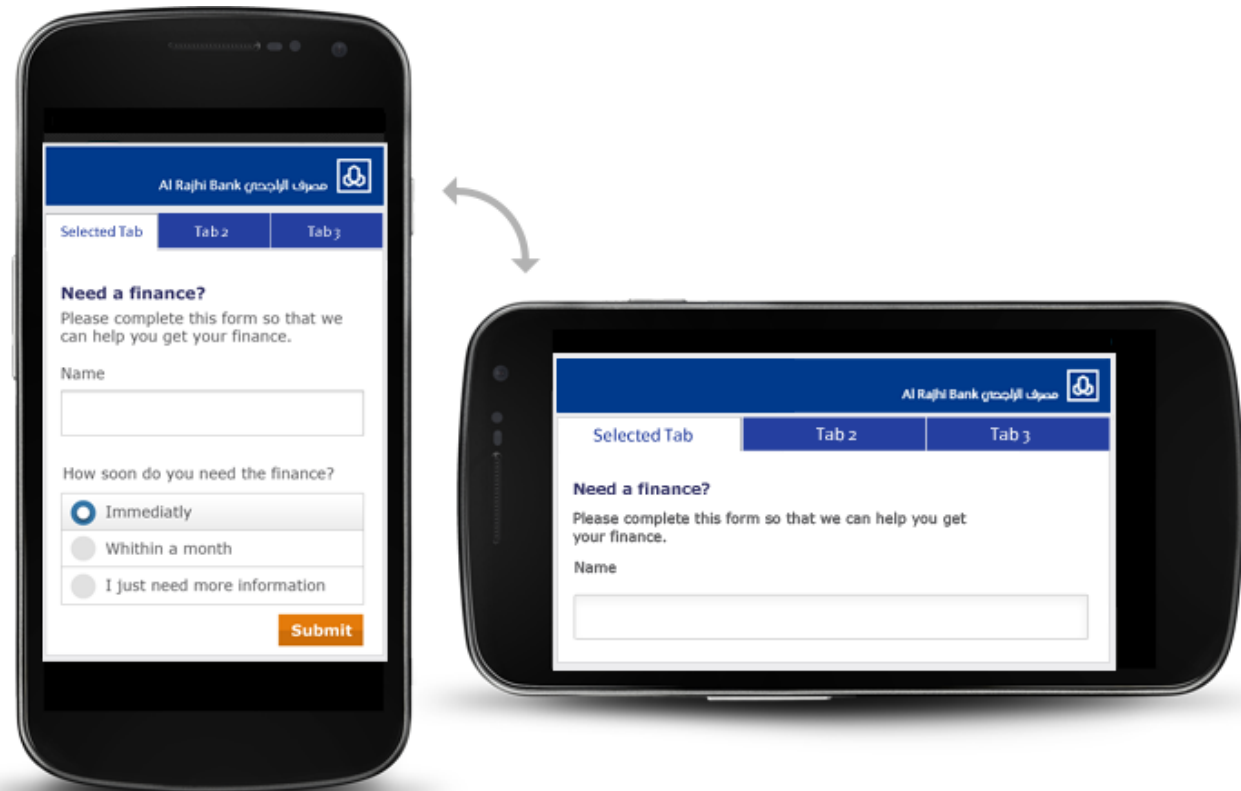 Al Rajhi Bank مصرف الراجحي
Selected Tab Tab 2 Tab 3
Need a finance?
Please complete this form so that we
can help you get your finance.
Name
How soon do you need the finance?
Immediatly
Whithin a month
I just need more information
Submit
Al Rajhi Bank مصرف الراجحي
Selected Tab Tab 2 Tab 3
Need a finance?
Please complete this form so that we can help you get
your finance.
Name